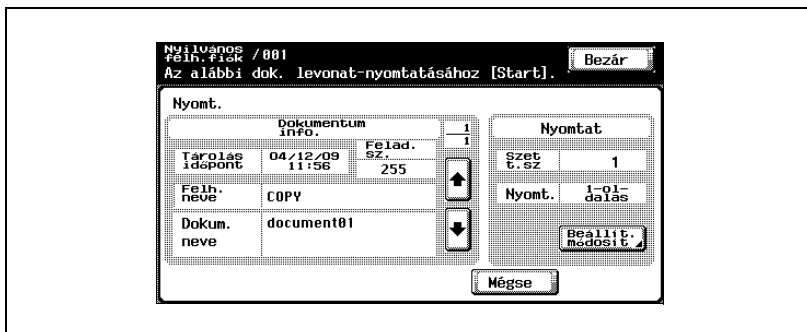 Nyilvános
felh.fiók /001
Bezár
Az alábbi dok. levonat-nyomtatásához [Start].
Nyomt.
Dokumentum
info.
1
1
Tárolás
időpont
04/12/09
11:56
Felad.
sz.
255
Felh.
neve
COPY
Dokum.
neve
document01
Nyomtat
Szet
t.sz
1
Nyomt.
1-ol-
dalas
Beállít.
módosít
Mégse